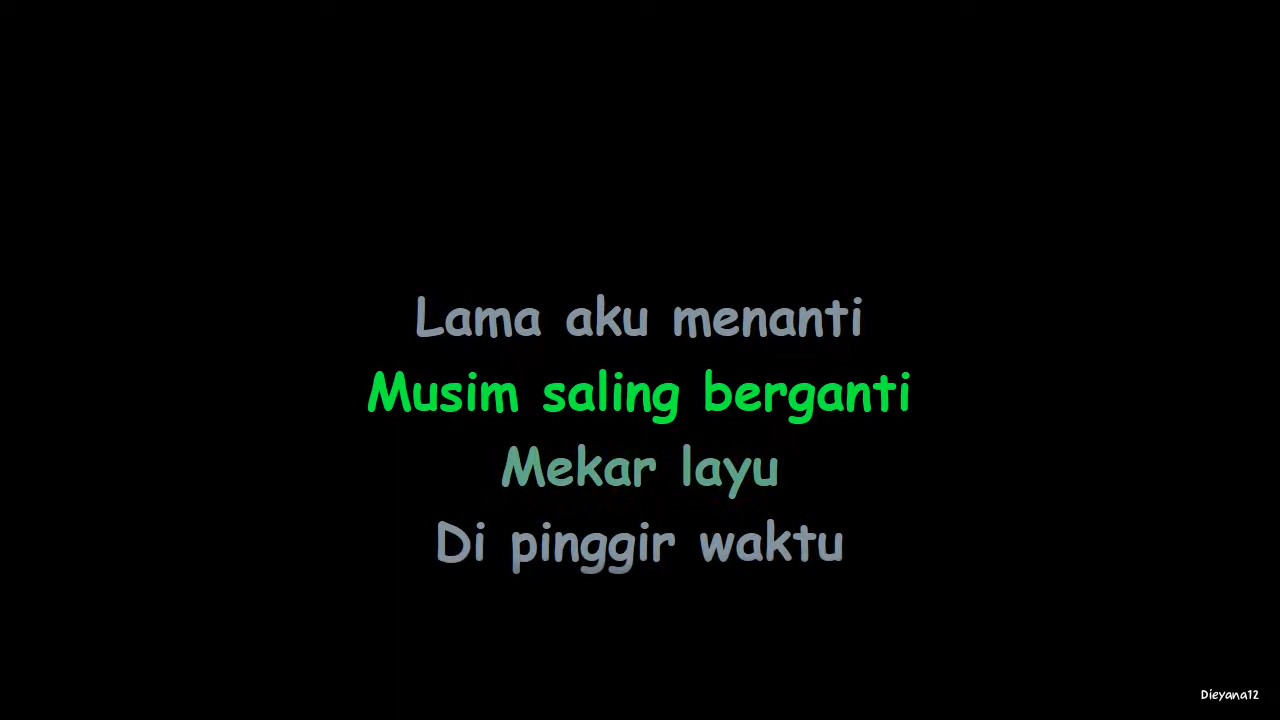 Lama aku menanti
Musim saling berganti
Mekar layu
Di pinggir waktu
Dieyana12